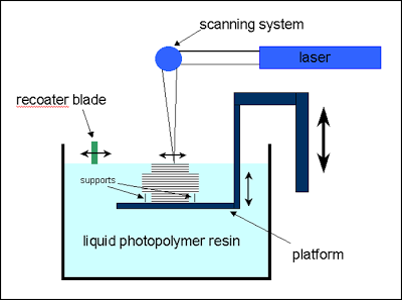 scanning system
laser
recoater blade
supports
liquid photopolymer resin
platform